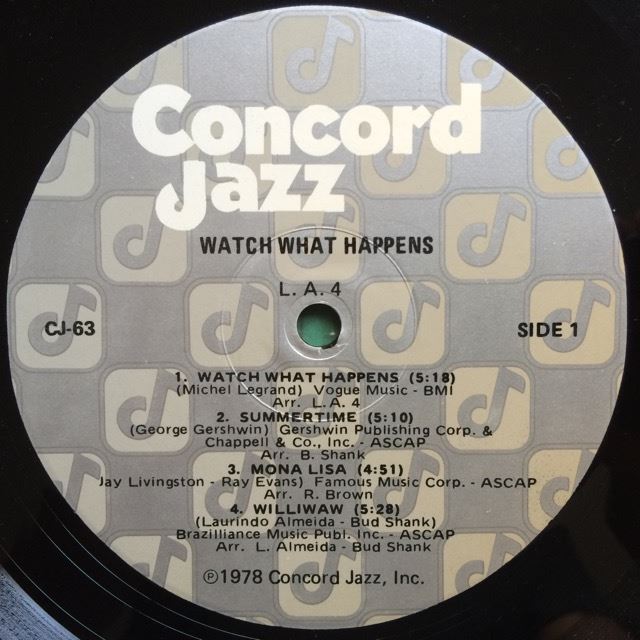 Concord
Jazz
WATCH WHAT HAPPENS
L. A. 4
CJ-63
SIDE 1
1. WATCH WHAT HAPPENS (5:18)
(Michel Legrand) Vogue Music - BMI
Arr. L. A. 4
2. SUMMERTIME (5:10)
(George Gershwin) Gershwin Publishing Corp. &
Chappell & Co., Inc. - ASCAP
Arr. B. Shank
3. MONA LISA (4:51)
Jay Livingston - Ray Evans) Famous Music Corp. - ASCAP
Arr. R. Brown
4. WILLIWAW (5:28)
(Laurindo Almeida - Bud Shank)
Brazilliance Music Publ. Inc. - ASCAP
Arr. L. Almeida - Bud Shank
℗1978 Concord Jazz, Inc.